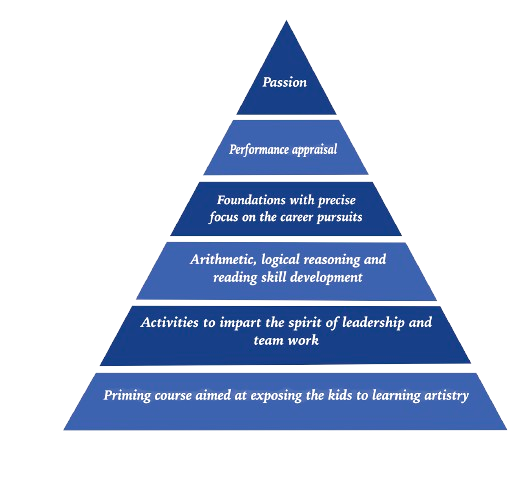 Passion
Performance appraisal
Foundations with precise
focus on the career pursuits
Arithmetic, logical reasoning and
reading skill development
Activities to impart the spirit of leadership and
team work
Priming course aimed at exposing the kids to learning artistry